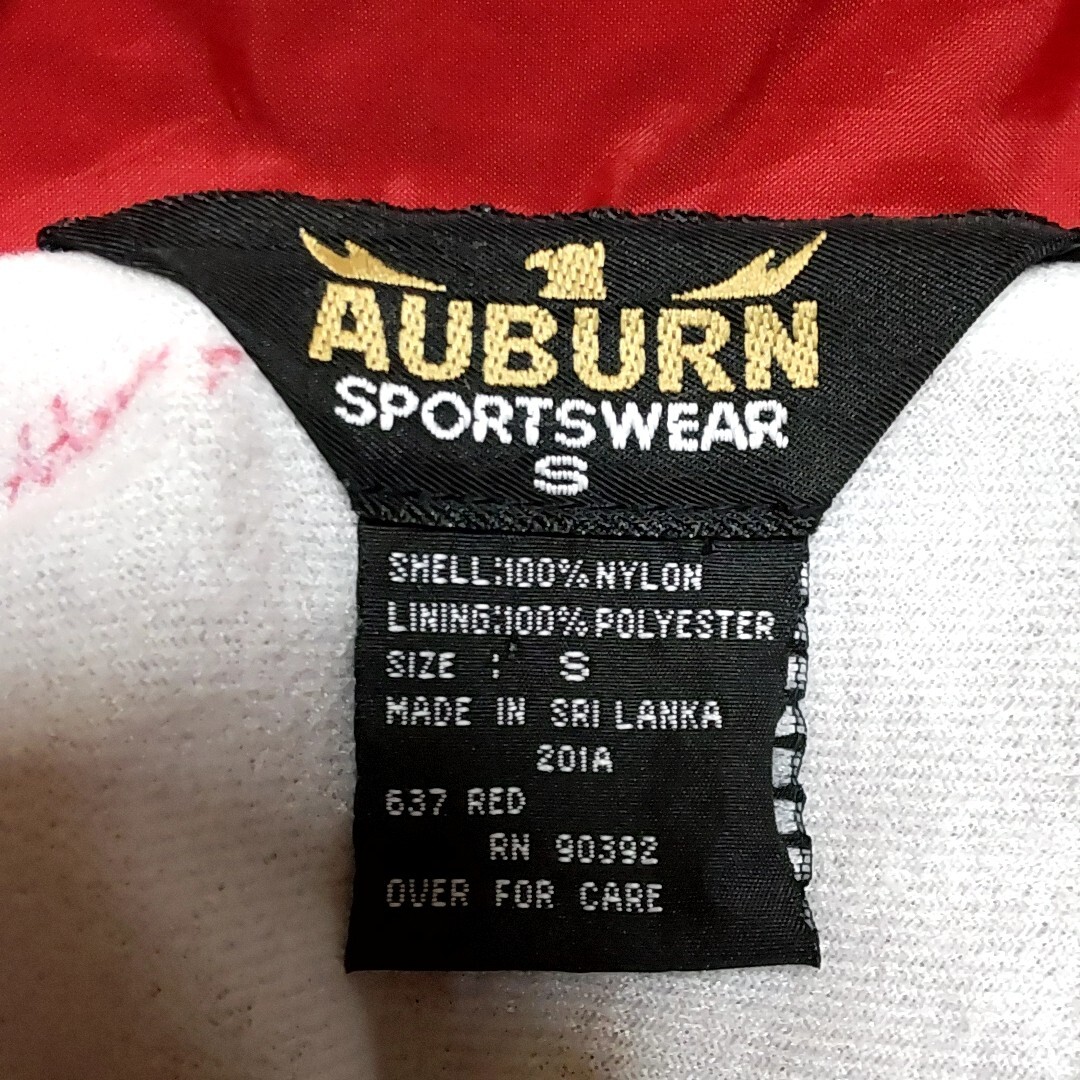 AUBURN
SPORTSWEAR
S
SHELL:100% NYLON
LINING:100% POLYESTER
SIZE : S
MADE IN SRI LANKA
201A
637 RED
RN 90392
OVER FOR CARE